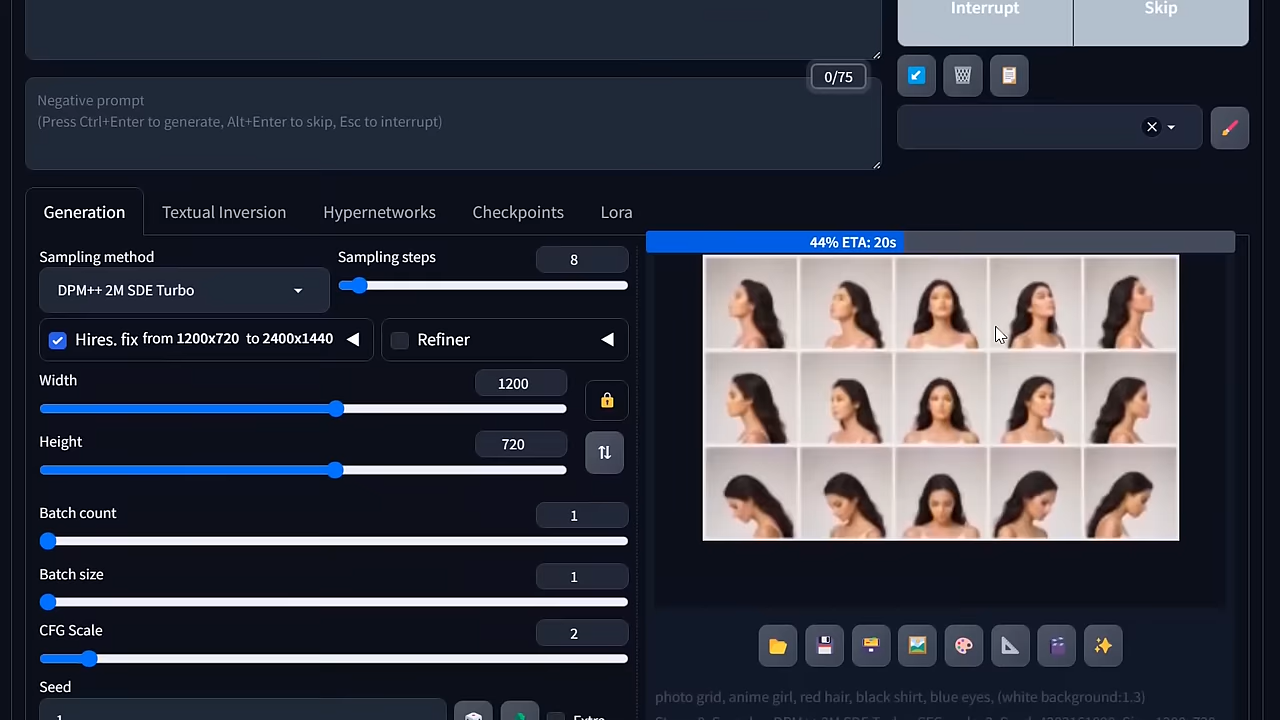 Interrupt
Skip
0/75
Negative prompt
(Press Ctrl+Enter to generate, Alt+Enter to skip, Esc to interrupt)
Generation
Textual Inversion
Hypernetworks
Checkpoints
Lora
Sampling method
Sampling steps
8
DPM++ 2M SDE Turbo
44% ETA: 20s
Hires. fix from 1200x720 to 2400x1440
Refiner
Width
1200
Height
720
Batch count
1
Batch size
1
CFG Scale
2
Seed
Extra
photo grid, anime girl, red hair, black shirt, blue eyes, (white background:1.3)